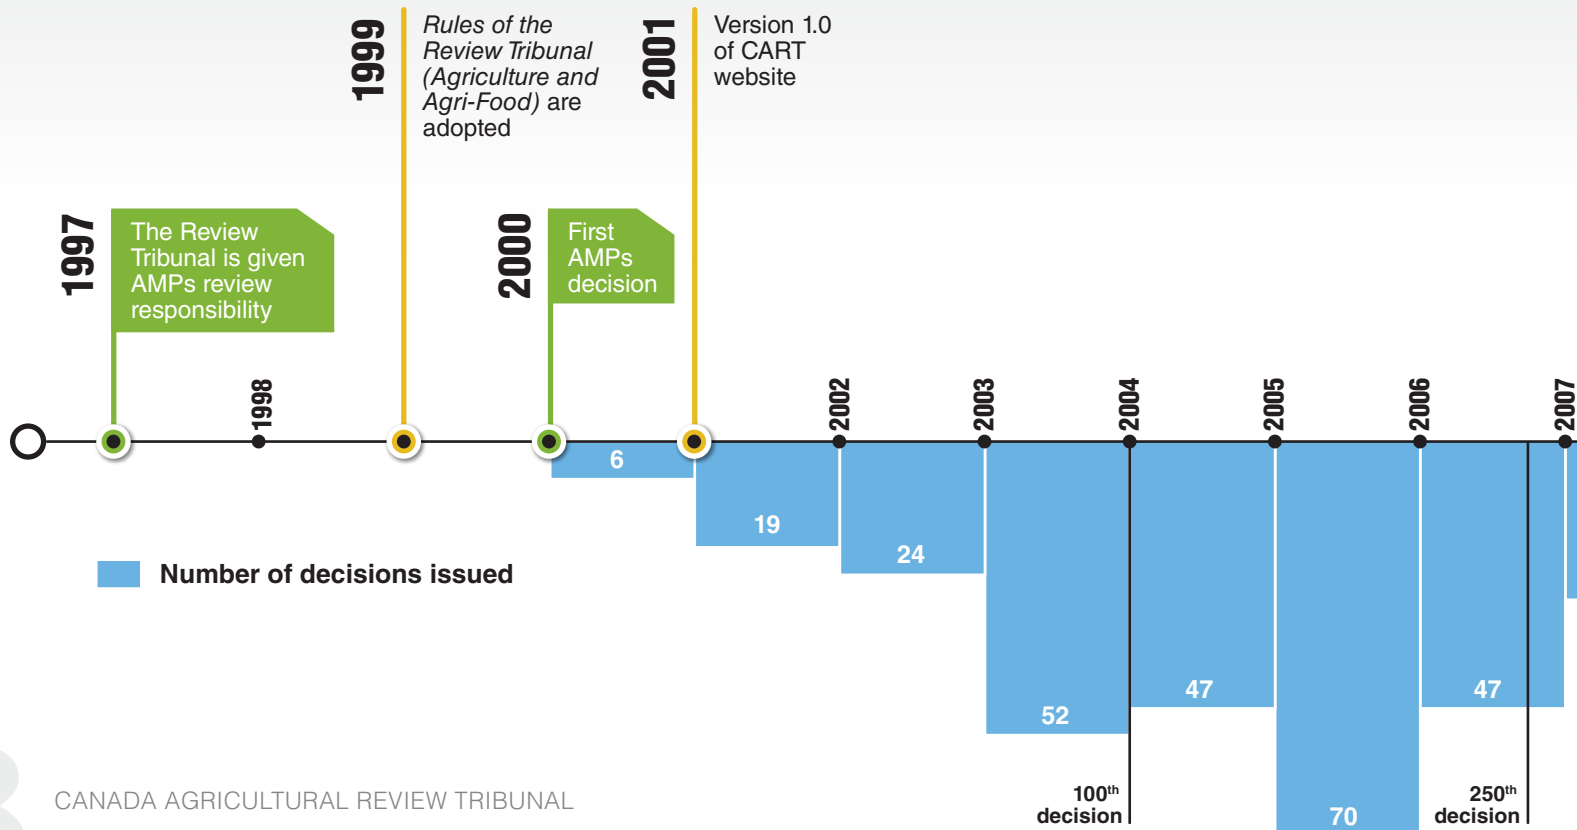 1999
Rules of the
Review Tribunal
(Agriculture and
Agri-Food) are
adopted
2001
Version 1.0
of CART
website
1997
The Review
Tribunal is given
AMPs review
responsibility
2000
First
AMPs
decision
1998
2002
2003
2004
2005
2006
2007
6
19
24
52
47
70
47
Number of decisions issued
100th
decision
250th
decision
CANADA AGRICULTURAL REVIEW TRIBUNAL